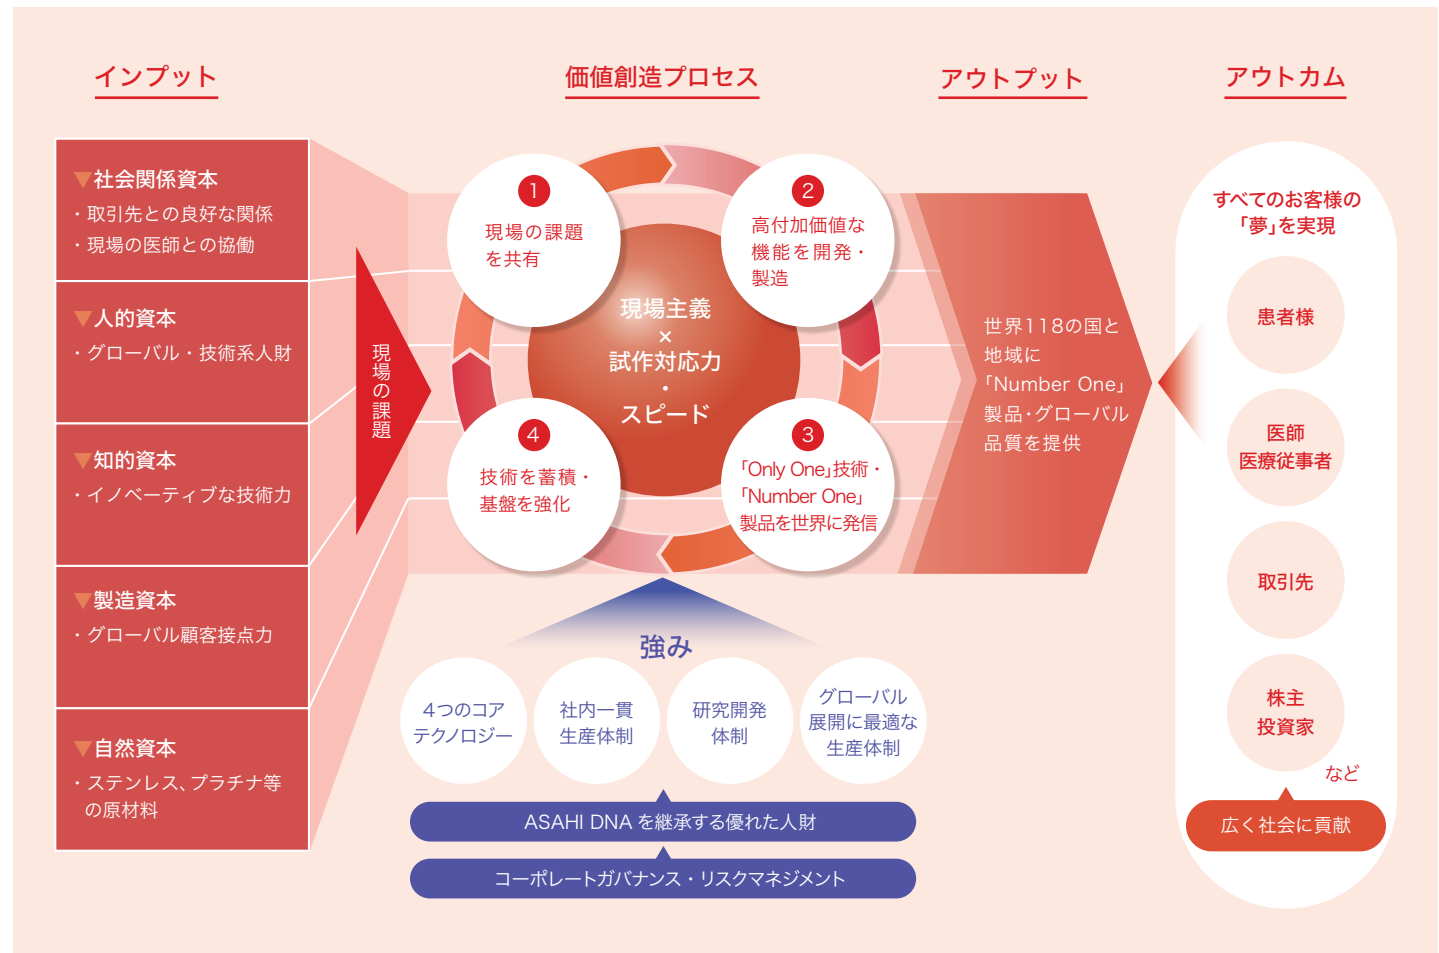 インプット
価値創造プロセス
アウトプット
アウトカム
▼社会関係資本
・取引先との良好な関係
・現場の医師との協働
▼人的資本
・グローバル・技術系人財
▼知的資本
・イノベーティブな技術力
▼製造資本
・グローバル顧客接点力
▼自然資本
・ステンレス、プラチナ等
の原材料
現場の課題
1
現場の課題
を共有
2
高付加価値な
機能を開発・
製造
現場主義
×
試作対応力
・
スピード
4
技術を蓄積・
基盤を強化
3
「Only One」技術・
「Number One」
製品を世界に発信
世界118の国と
地域に
「Number One」
製品・グローバル
品質を提供
強み
4つのコア
テクノロジー
社内一貫
生産体制
研究開発
体制
グローバル
展開に最適な
生産体制
ASAHI DNA を継承する優れた人財
コーポレートガバナンス・リスクマネジメント
すべてのお客様の
「夢」を実現
患者様
医師
医療従事者
取引先
株主
投資家
など
広く社会に貢献